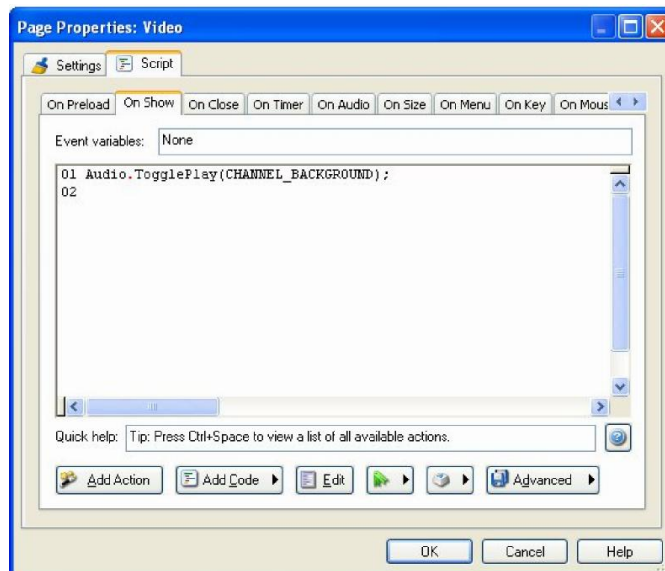 Page Properties: Video
Settings Script
On Preload On Show On Close On Timer On Audio On Size On Menu On Key On Mous
Event variables: None
01 Audio.TogglePlay(CHANNEL_BACKGROUND);
02
Quick help: Tip: Press Ctrl+Space to view a list of all available actions.
Add Action Add Code Edit Advanced
OK Cancel Help